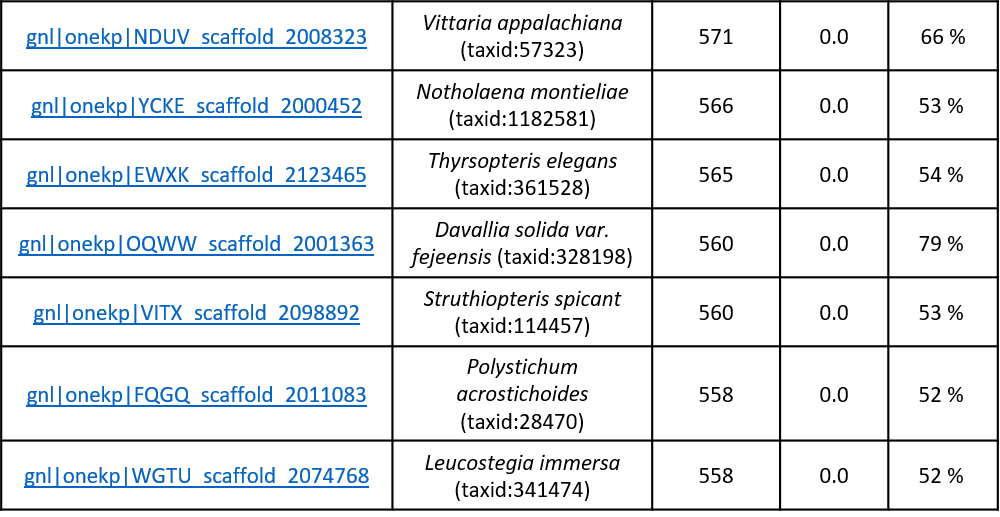 gnl|onekp|NDUV_scaffold_2008323 Vittaria appalachiana (taxid:57323) 571 0.0 66 %
gnl|onekp|YCKE_scaffold_2000452 Notholaena montieliae (taxid:1182581) 566 0.0 53 %
gnl|onekp|EWXK_scaffold_2123465 Thyrsopteris elegans (taxid:361528) 565 0.0 54 %
gnl|onekp|OQWW_scaffold_2001363 Davallia solida var. fejeensis (taxid:328198) 560 0.0 79 %
gnl|onekp|VITX_scaffold_2098892 Struthiopteris spicant (taxid:114457) 560 0.0 53 %
gnl|onekp|FQGQ_scaffold_2011083 Polystichum acrostichoides (taxid:28470) 558 0.0 52 %
gnl|onekp|WGTU_scaffold_2074768 Leucostegia immersa (taxid:341474) 558 0.0 52 %